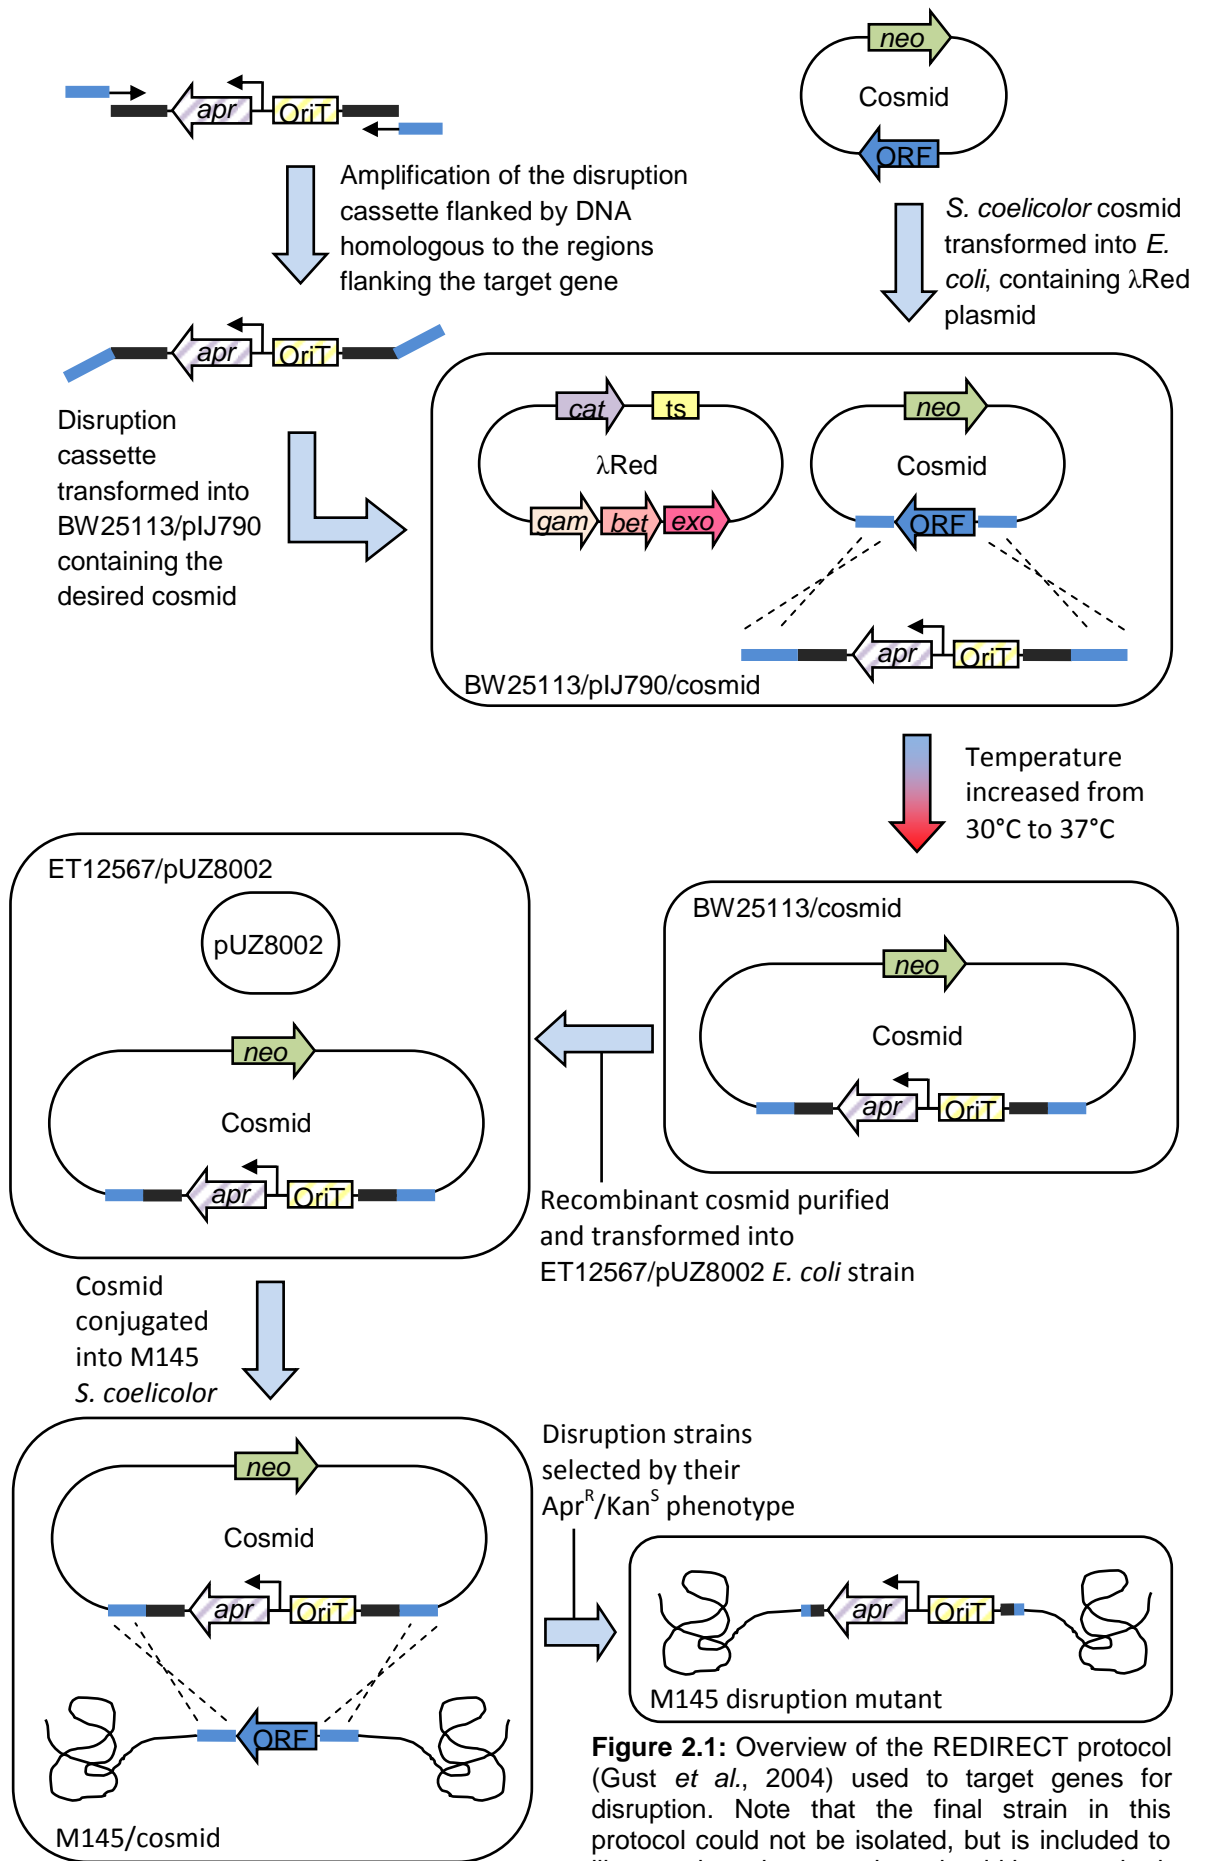 neo
Cosmid
ORF
apr
OriT
Amplification of the disruption
cassette flanked by DNA
homologous to the regions
flanking the target gene
S. coelicolor cosmid
transformed into E.
coli, containing λRed
plasmid
apr
OriT
Disruption
cassette
transformed into
BW25113/pIJ790
containing the
desired cosmid
cat
ts
λRed
gam
bet
exo
neo
Cosmid
ORF
apr
OriT
BW25113/pIJ790/cosmid
Temperature
increased from
30°C to 37°C
ET12567/pUZ8002
pUZ8002
neo
Cosmid
apr
OriT
BW25113/cosmid
neo
Cosmid
apr
OriT
Recombinant cosmid purified
and transformed into
ET12567/pUZ8002 E. coli strain
Cosmid
conjugated
into M145
S. coelicolor
neo
Cosmid
apr
OriT
ORF
M145/cosmid
Disruption strains
selected by their
AprR/KanS phenotype
apr
OriT
M145 disruption mutant
Figure 2.1: Overview of the REDIRECT protocol
(Gust et al., 2004) used to target genes for
disruption. Note that the final strain in this
protocol could not be isolated, but is included to